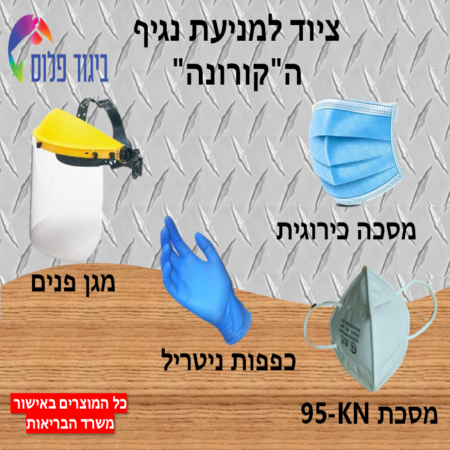 ציוד למניעת נגיף
ה"קורונה"
ביגוד פלוס
מסכה כירוגית
מגן פנים
כפפות ניטריל
מסכת 95-KN
כל המוצרים באישור
משרד הבריאות